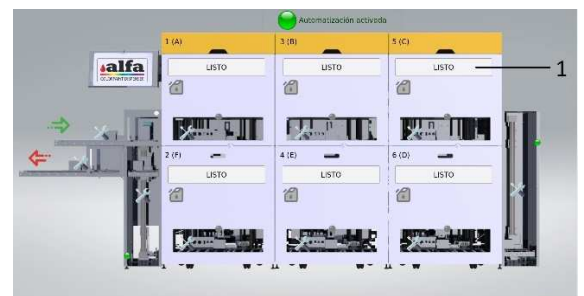 Automatización activada
1 (A) 3 (B) 5 (C)
alfa
LISTO LISTO LISTO 1
2 (F) 4 (E) 6 (D)
LISTO LISTO LISTO